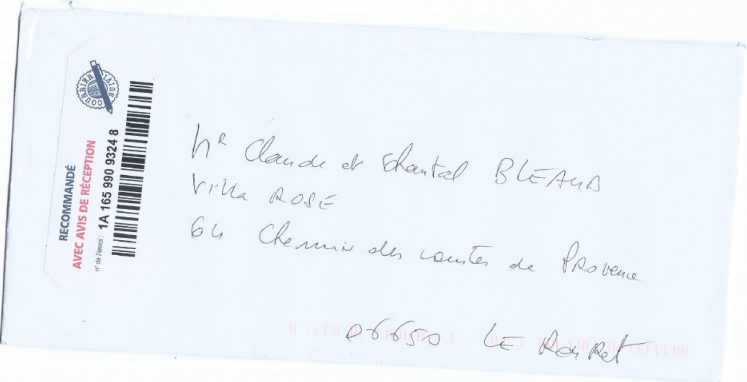 RECOMMANDÉ
AVEC AVIS DE RÉCEPTION
n° de l'envoi : 1A 165 990 9324 8
Mr Claude et Chantal
Villa ROSE
64 Chemin des comtes de Provence
06650 LE ROURET